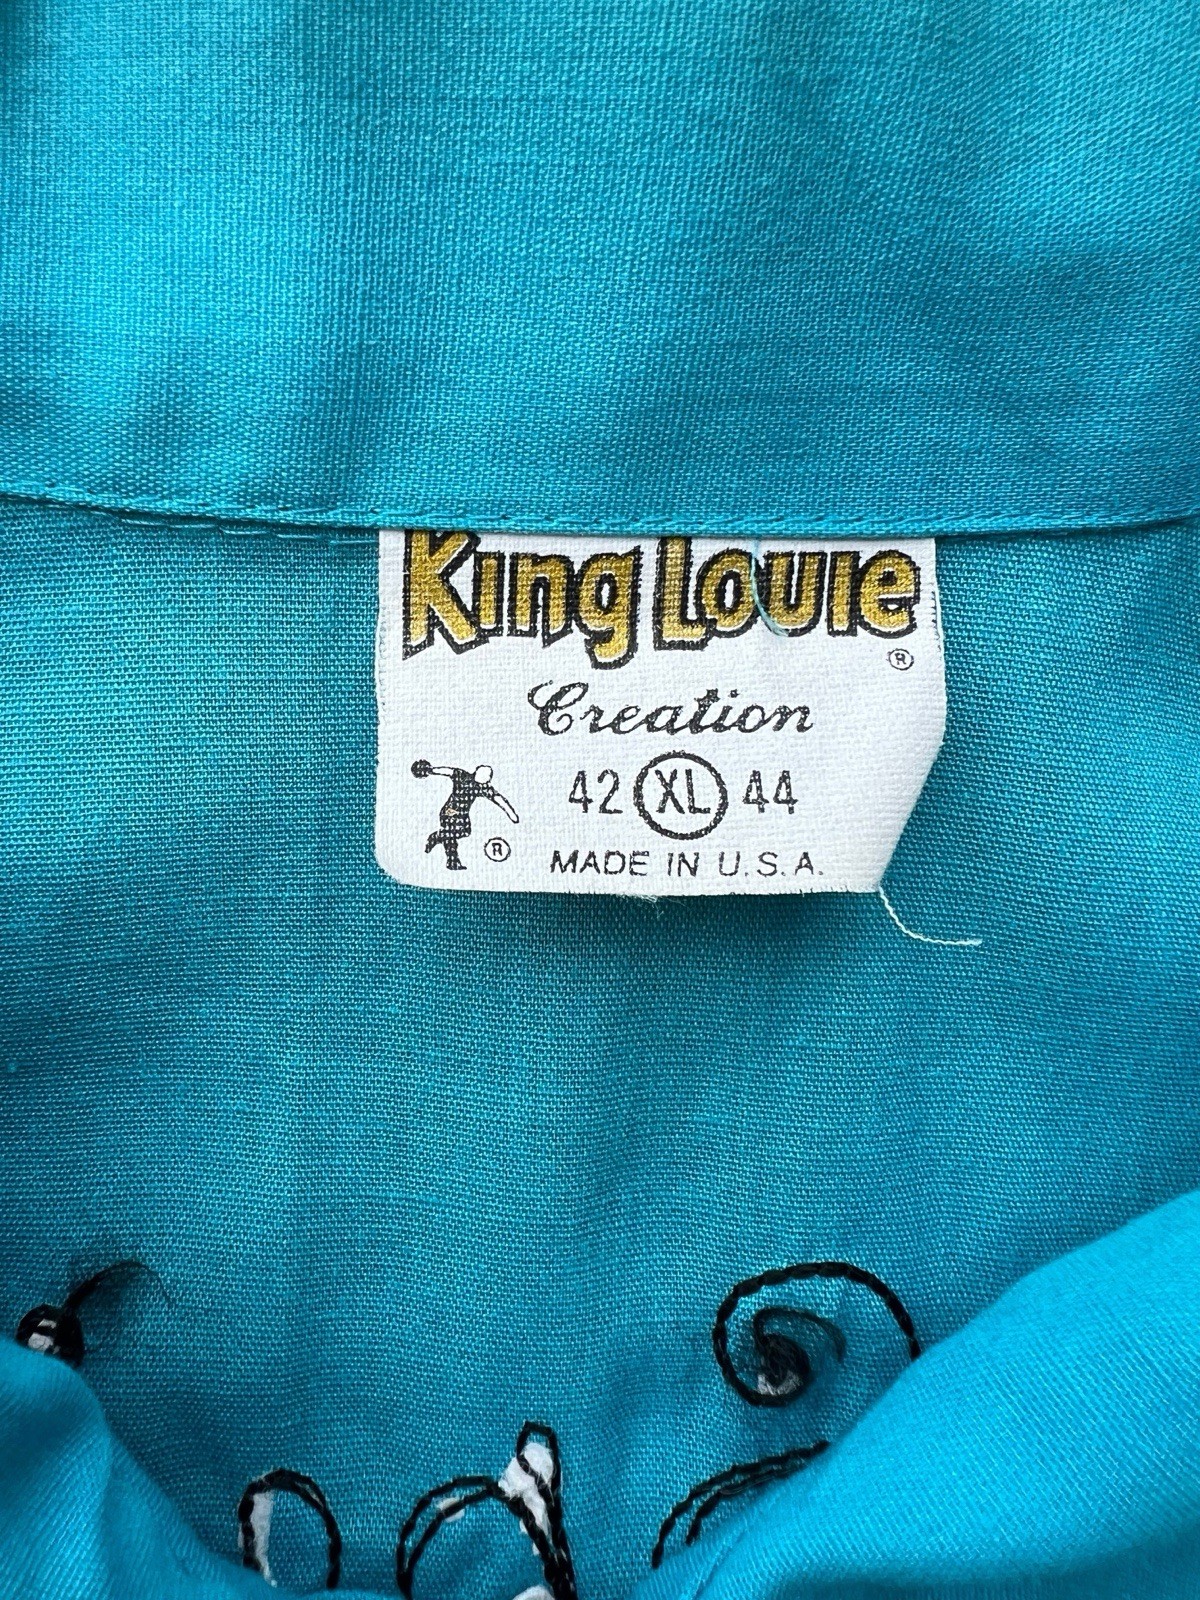 King Louie
®
Creation
42 XL 44
®
MADE IN U.S.A.